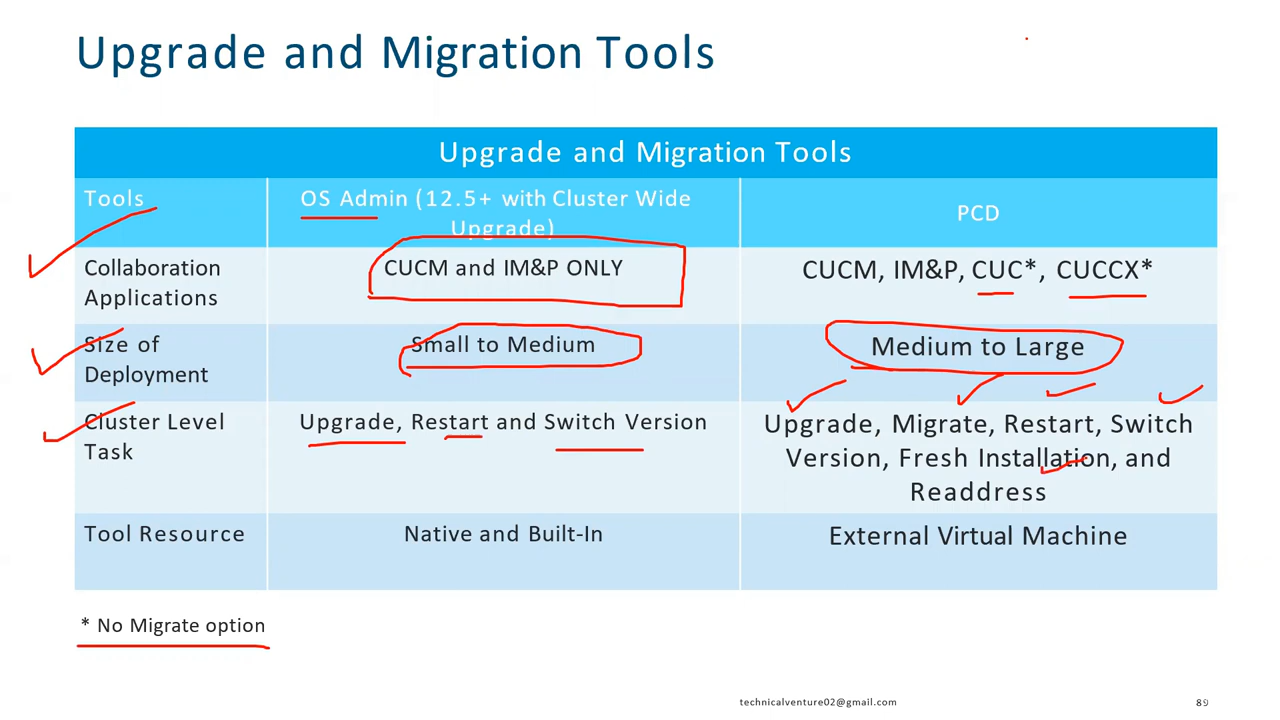 Upgrade and Migration Tools
Upgrade and Migration Tools
Tools
OS Admin (12.5+ with Cluster Wide
Upgrade)
PCD
Collaboration
Applications
CUCM and IM&P ONLY
CUCM, IM&P, CUC*, CUCCX*
Size of
Deployment
Small to Medium
Medium to Large
Cluster Level
Task
Upgrade, Restart and Switch Version
Upgrade, Migrate, Restart, Switch
Version, Fresh Installation, and
Readdress
Tool Resource
Native and Built-In
External Virtual Machine
* No Migrate option
technicalventure02@gmail.com
89